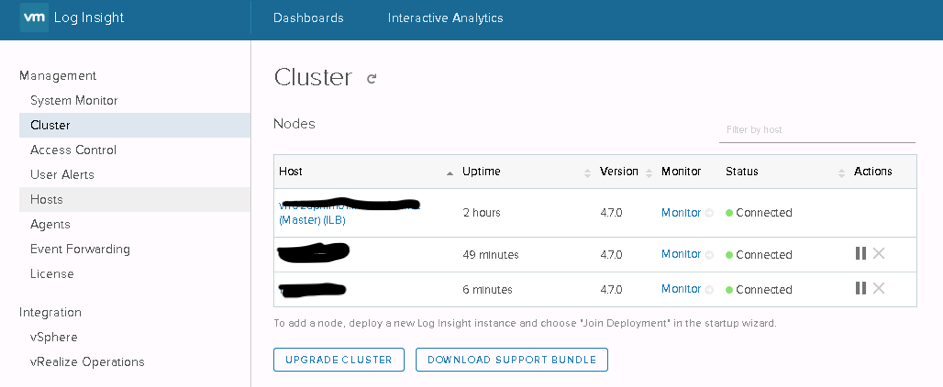 vm Log Insight
Dashboards
Interactive Analytics
Management
System Monitor
Cluster
Access Control
User Alerts
Hosts
Agents
Event Forwarding
License
Integration
vSphere
vRealize Operations
Cluster
Nodes
Filter by host
Host Uptime Version Monitor Status Actions
(Master) (ILB) 2 hours 4.7.0 Monitor Connected
49 minutes 4.7.0 Monitor Connected
6 minutes 4.7.0 Monitor Connected
To add a node, deploy a new Log Insight instance and choose "Join Deployment" in the startup wizard.
UPGRADE CLUSTER
DOWNLOAD SUPPORT BUNDLE